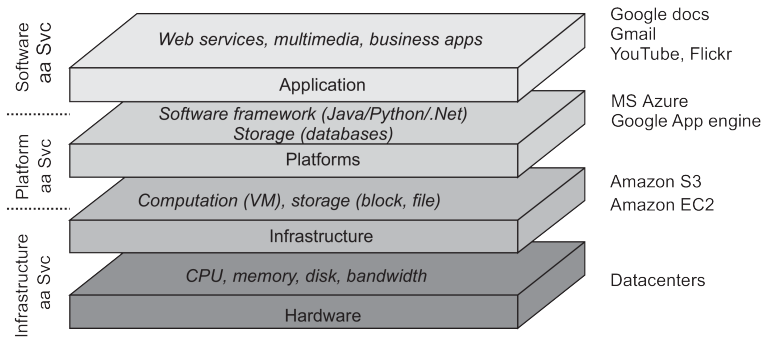 Software
aa Svc
Web services, multimedia, business apps
Application
Google docs
Gmail
YouTube, Flickr
Platform
aa Svc
Software framework (Java/Python/.Net)
Storage (databases)
Platforms
MS Azure
Google App engine
Infrastructure
aa Svc
Computation (VM), storage (block, file)
Infrastructure
Amazon S3
Amazon EC2
CPU, memory, disk, bandwidth
Hardware
Datacenters